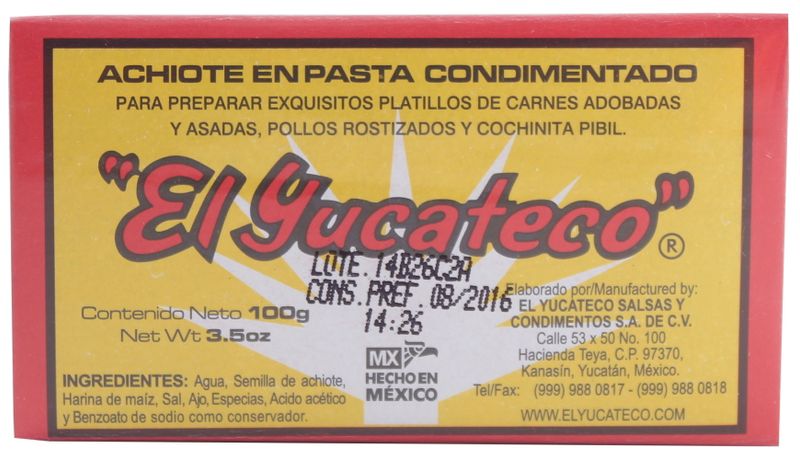 ACHIOTE EN PASTA CONDIMENTADO
PARA PREPARAR EXQUISITOS PLATILLOS DE CARNES ADOBADAS
Y ASADAS, POLLOS ROSTIZADOS Y COCHINITA PIBIL.
"El Yucateco"®
LOTE.14B26C2A
CONS.PREF.08/2016
14:26
Contenido Neto 100g
Net Wt 3.5oz
Elaborado por/Manufactured by:
EL YUCATECO SALSAS Y
CONDIMENTOS S.A. DE C.V.
Calle 53 x 50 No. 100
Hacienda Teya, C.P. 97370,
Kanasín, Yucatán, México.
Tel/Fax: (999) 988 0817 - (999) 988 0818
WWW.ELYUCATECO.COM
MX
HECHO EN
MÉXICO
INGREDIENTES: Agua, Semilla de achiote,
Harina de maíz, Sal, Ajo, Especias, Acido acético
y Benzoato de sodio como conservador.